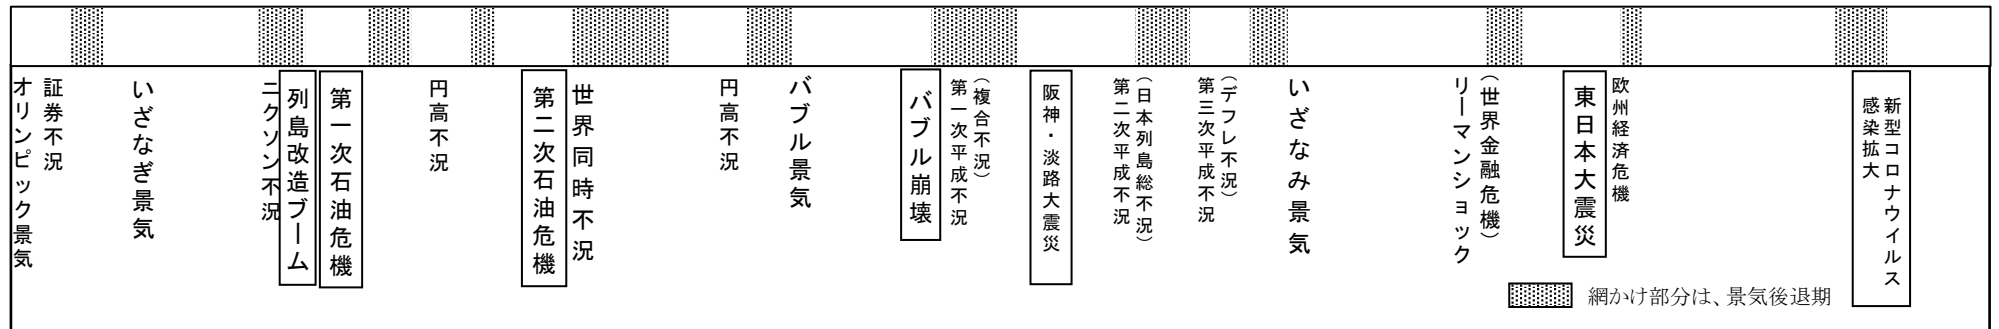 オリンピック景気
証券不況
いざなぎ景気
ニクソン不況
列島改造ブーム
第一次石油危機
円高不況
第二次石油危機
世界同時不況
円高不況
バブル景気
バブル崩壊
第一次平成不況
（複合不況）
阪神・淡路大震災
第二次平成不況
（日本列島総不況）
第三次平成不況
（デフレ不況）
いざなみ景気
リーマンショック
（世界金融危機）
東日本大震災
欧州経済危機
新型コロナウイルス
感染拡大
網かけ部分は、景気後退期